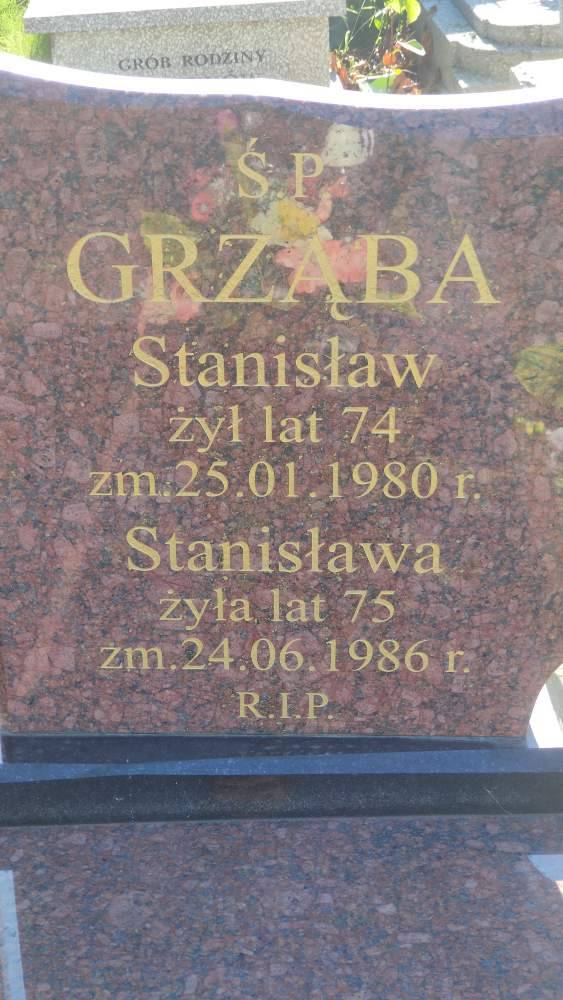 GRÓB RODZINY
Ś P
GRZĄBA
Stanisław
żył lat 74
zm.25.01.1980 r.
Stanisława
żyła lat 75
zm.24.06.1986 r.
R.I.P.